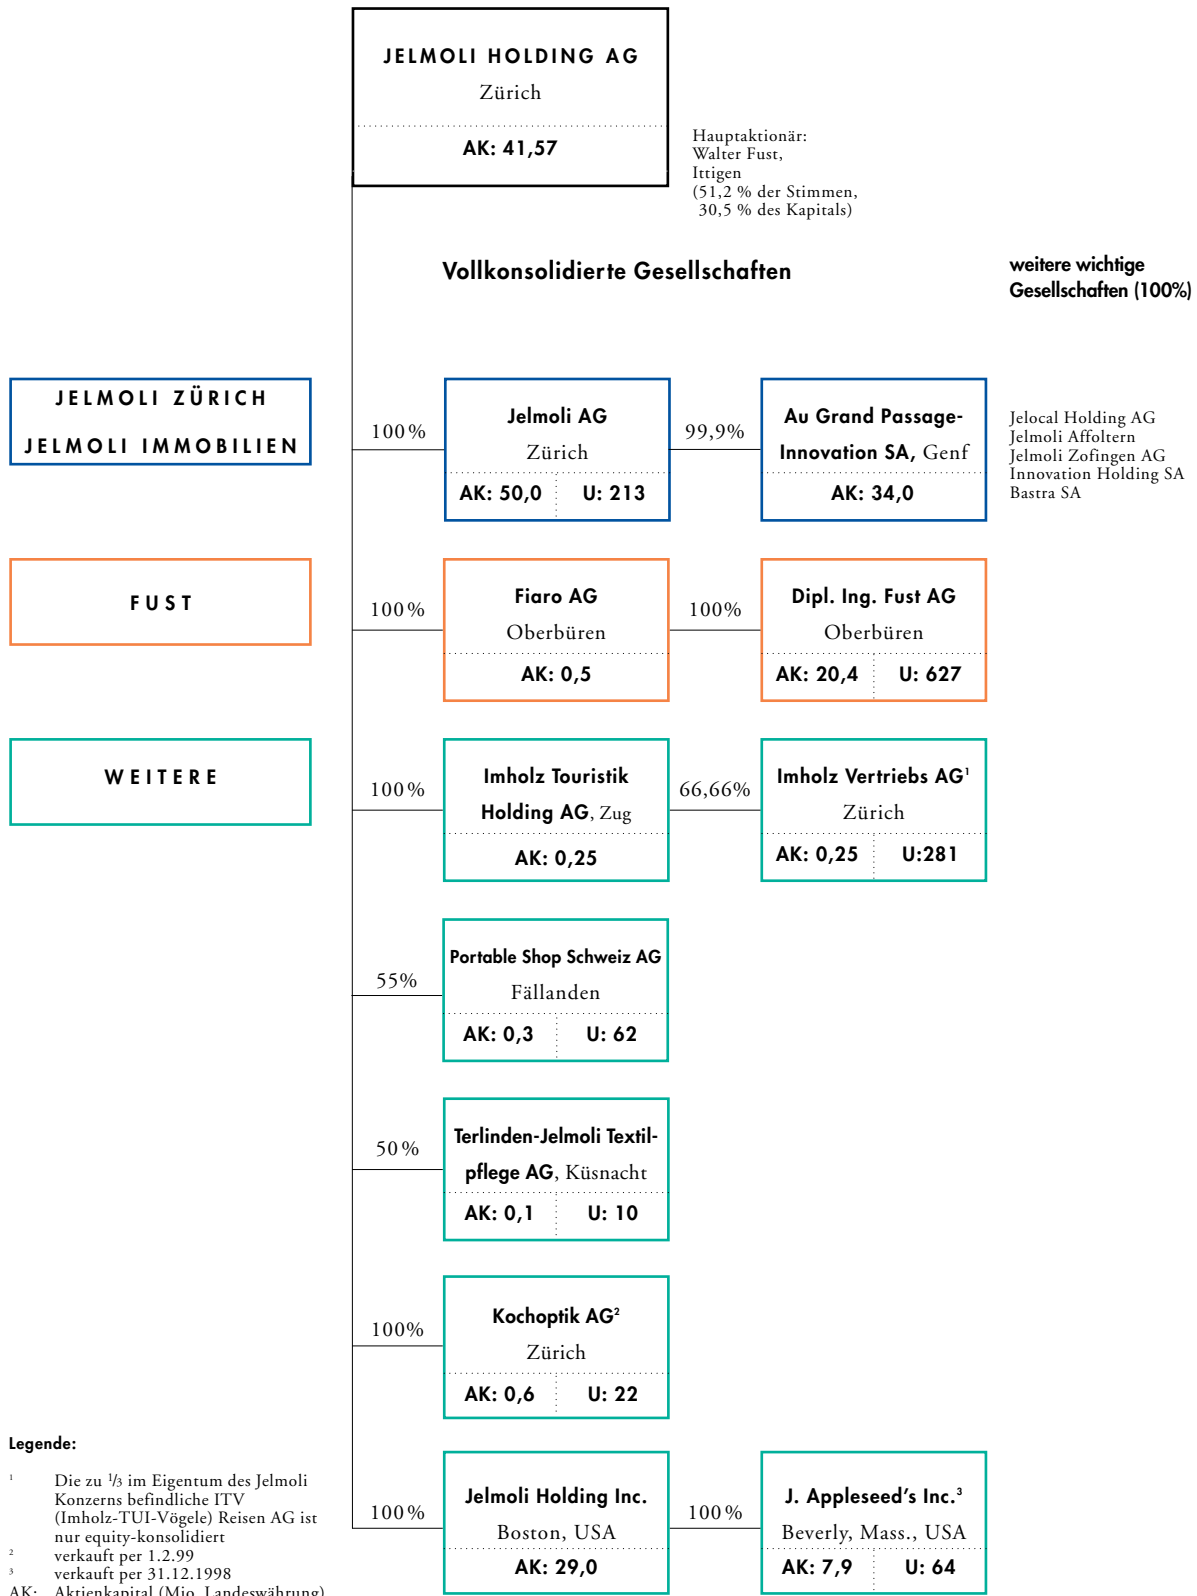 JELMOLI HOLDING AG
Zürich
AK: 41,57
Hauptaktionär:
Walter Fust,
Ittigen
(51,2 % der Stimmen,
30,5 % des Kapitals)
Vollkonsolidierte Gesellschaften
weitere wichtige
Gesellschaften (100%)
JELMOLI ZÜRICH
JELMOLI IMMOBILIEN
100%
Jelmoli AG
Zürich
AK: 50,0 U: 213
99,9%
Au Grand Passage-
Innovation SA, Genf
AK: 34,0
Jelocal Holding AG
Jelmoli Affoltern
Jelmoli Zofingen AG
Innovation Holding SA
Bastra SA
FUST
100%
Fiaro AG
Oberbüren
AK: 0,5
100%
Dipl. Ing. Fust AG
Oberbüren
AK: 20,4 U: 627
WEITERE
100%
Imholz Touristik
Holding AG, Zug
AK: 0,25
66,66%
Imholz Vertriebs AG¹
Zürich
AK: 0,25 U:281
55%
Portable Shop Schweiz AG
Fällanden
AK: 0,3 U: 62
50%
Terlinden-Jelmoli Textil-
pflege AG, Küsnacht
AK: 0,1 U: 10
100%
Kochoptik AG²
Zürich
AK: 0,6 U: 22
100%
Jelmoli Holding Inc.
Boston, USA
AK: 29,0
100%
J. Appleseed's Inc.³
Beverly, Mass., USA
AK: 7,9 U: 64
Legende:
¹ Die zu 1/3 im Eigentum des Jelmoli
Konzerns befindliche ITV
(Imholz-TUI-Vögele) Reisen AG ist
nur equity-konsolidiert
² verkauft per 1.2.99
³ verkauft per 31.12.1998
AK: Aktienkapital (Mio. Landeswährung)